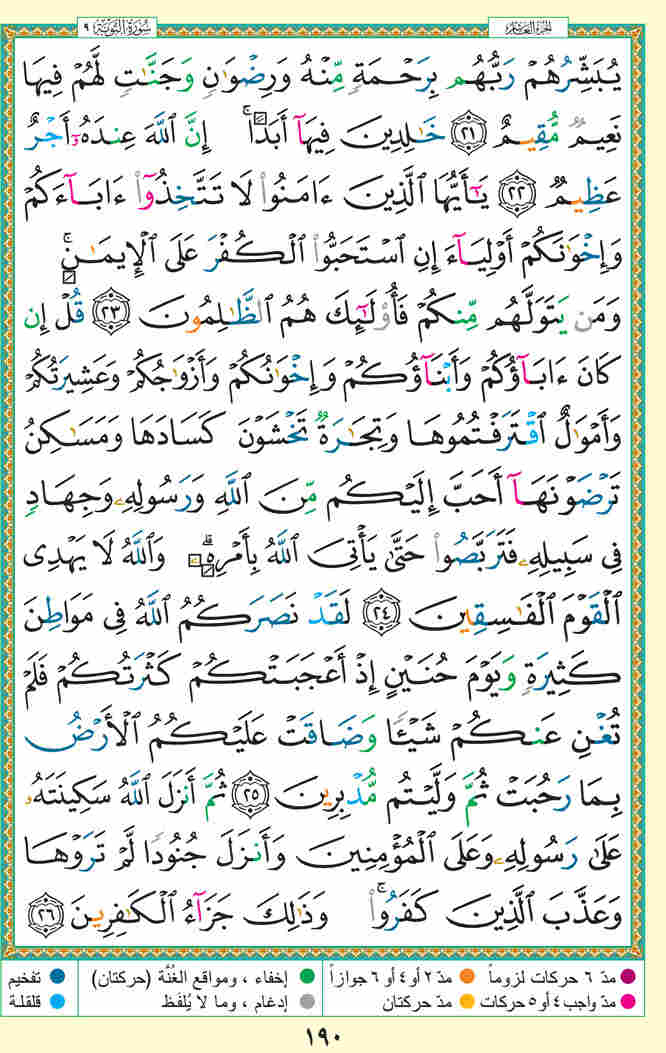 الجزء العاشر سورة التوبة ٩
يُبَشِّرُهُمْ رَبُّهُم بِرَحْمَةٍ مِّنْهُ وَرِضْوَٰنٍ وَجَنَّٰتٍ لَّهُمْ فِيهَا
نَعِيمٌ مُّقِيمٌ ٢١ خَٰلِدِينَ فِيهَآ أَبَدًا ۚ إِنَّ ٱللَّهَ عِندَهُۥٓ أَجْرٌ
عَظِيمٌ ٢٢ يَٰٓأَيُّهَا ٱلَّذِينَ ءَامَنُوا۟ لَا تَتَّخِذُوٓا۟ ءَابَآءَكُمْ
وَإِخْوَٰنَكُمْ أَوْلِيَآءَ إِنِ ٱسْتَحَبُّوا۟ ٱلْكُفْرَ عَلَى ٱلْإِيمَٰنِ ۚ
وَمَن يَتَوَلَّهُم مِّنكُمْ فَأُو۟لَٰٓئِكَ هُمُ ٱلظَّٰلِمُونَ ٢٣ قُلْ إِن
كَانَ ءَابَآؤُكُمْ وَأَبْنَآؤُكُمْ وَإِخْوَٰنُكُمْ وَأَزْوَٰجُكُمْ وَعَشِيرَتُكُمْ
وَأَمْوَٰلٌ ٱقْتَرَفْتُمُوهَا وَتِجَٰرَةٌ تَخْشَوْنَ كَسَادَهَا وَمَسَٰكِنُ
تَرْضَوْنَهَآ أَحَبَّ إِلَيْكُم مِّنَ ٱللَّهِ وَرَسُولِهِۦ وَجِهَادٍ
فِى سَبِيلِهِۦ فَتَرَبَّصُوا۟ حَتَّىٰ يَأْتِىَ ٱللَّهُ بِأَمْرِهِۦ ۗ وَٱللَّهُ لَا يَهْدِى
ٱلْقَوْمَ ٱلْفَٰسِقِينَ ٢٤ لَقَدْ نَصَرَكُمُ ٱللَّهُ فِى مَوَاطِنَ
كَثِيرَةٍ وَيَوْمَ حُنَيْنٍ إِذْ أَعْجَبَتْكُمْ كَثْرَتُكُمْ فَلَمْ
تُغْنِ عَنكُمْ شَيْـًٔا وَضَاقَتْ عَلَيْكُمُ ٱلْأَرْضُ
بِمَا رَحُبَتْ ثُمَّ وَلَّيْتُم مُّدْبِرِينَ ٢٥ ثُمَّ أَنزَلَ ٱللَّهُ سَكِينَتَهُۥ
عَلَىٰ رَسُولِهِۦ وَعَلَى ٱلْمُؤْمِنِينَ وَأَنزَلَ جُنُودًا لَّمْ تَرَوْهَا
وَعَذَّبَ ٱلَّذِينَ كَفَرُوا۟ ۚ وَذَٰلِكَ جَزَآءُ ٱلْكَٰفِرِينَ ٢٦
مدّ ٦ حركات لزوماً مدّ ٢ أو ٤ أو ٦ جوازاً إخفاء ، ومواقع الغُنَّة (حركتان) تفخيم
مدّ واجب ٤ أو ٥ حركات مدّ حركتان إدغام ، وما لا يُلفَظ قلقلة
١٩٠